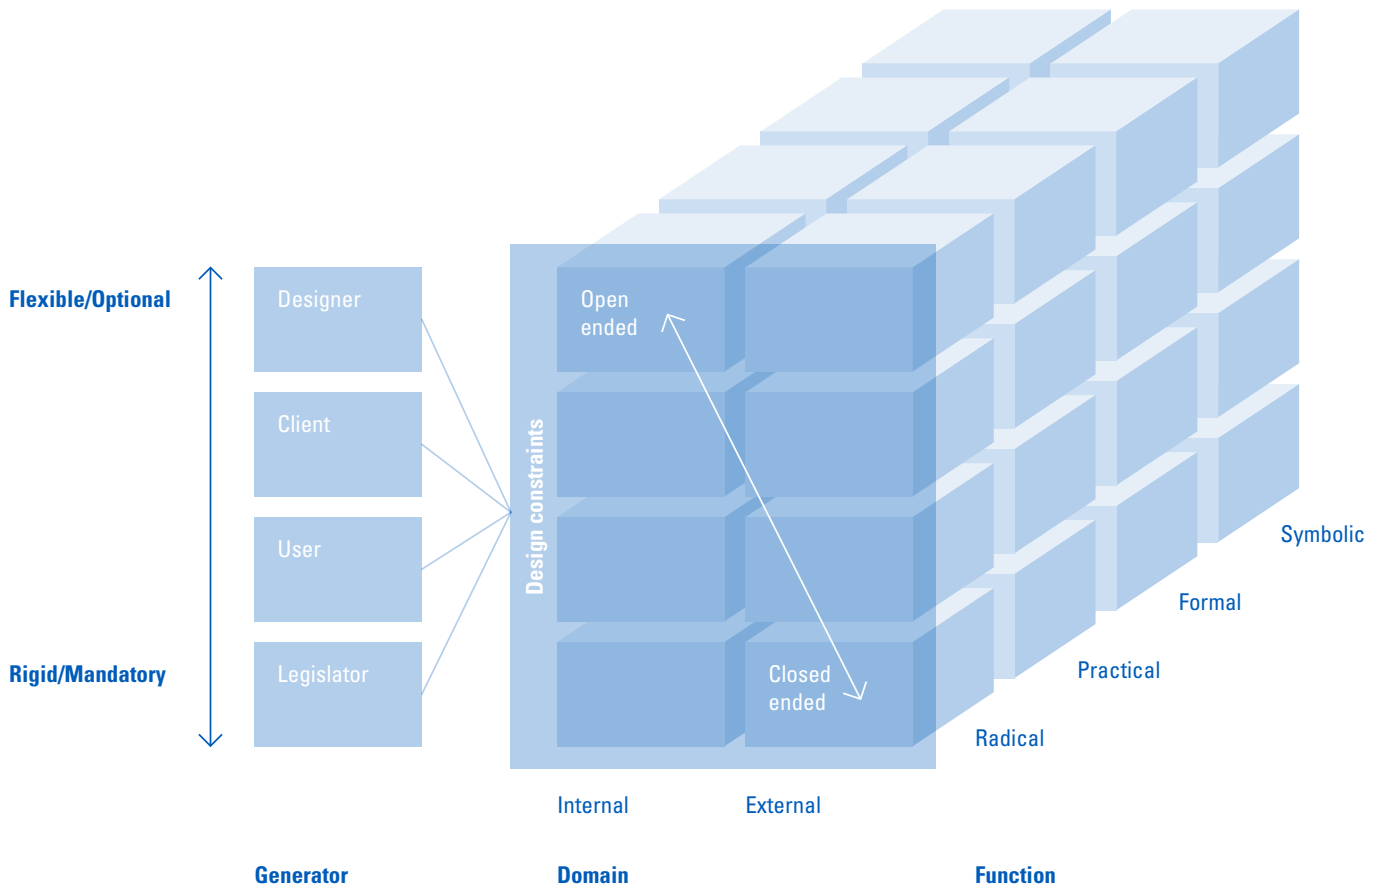 Flexible/Optional
Designer
Open
ended
Client
User
Design constraints
Symbolic
Formal
Rigid/Mandatory
Legislator
Closed
ended
Practical
Radical
Internal
External
Generator
Domain
Function